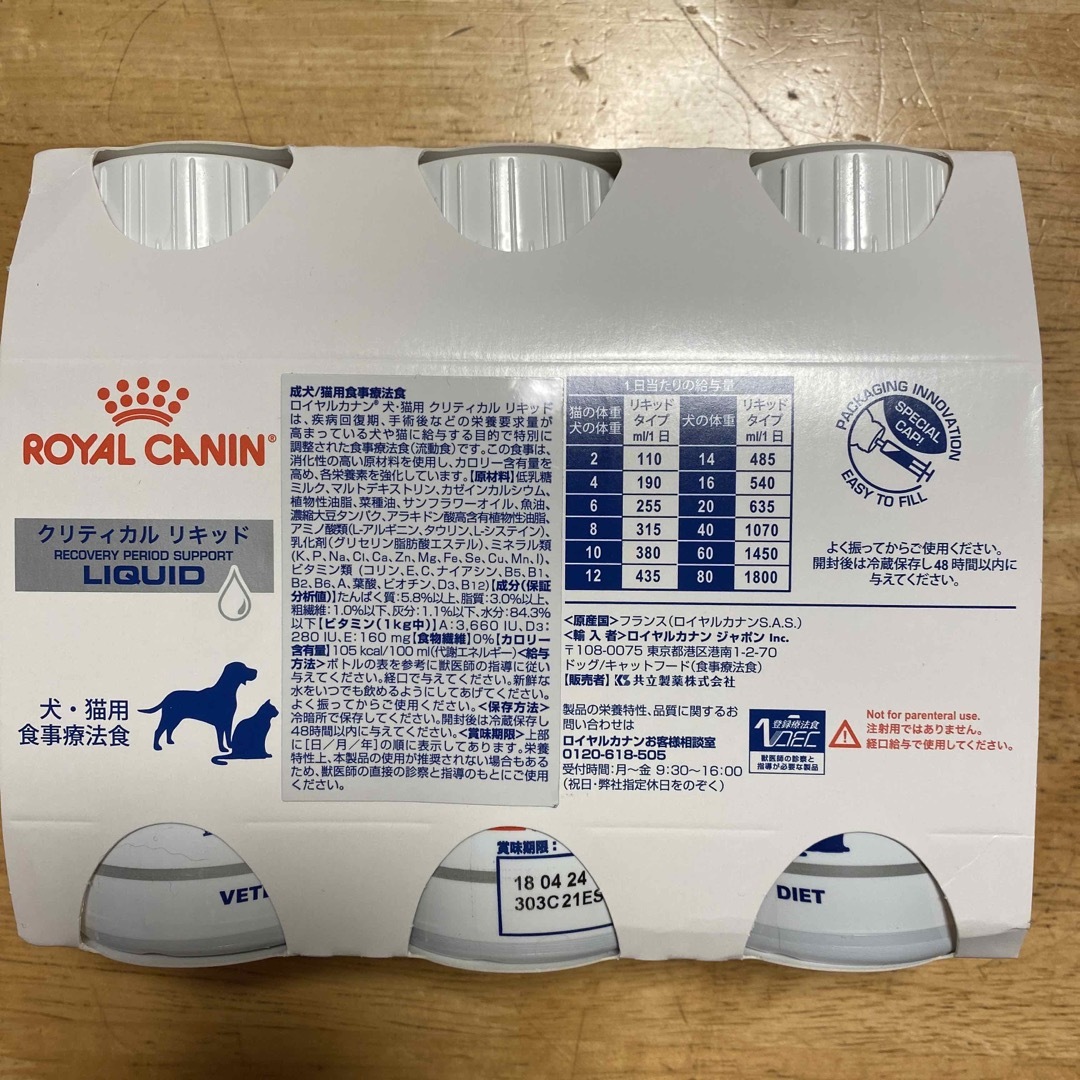 ROYAL CANIN®
クリティカル リキッド
RECOVERY PERIOD SUPPORT
LIQUID
犬・猫用
食事療法食
成犬/猫用食事療法食
ロイヤルカナン® 犬・猫用 クリティカル リキッド
は、疾病回復期、手術後などの栄養要求量が
高まっている犬や猫に給与する目的で特別に
調製された食事療法食(流動食)です。この食事は、
消化性の高い原材料を使用し、カロリー含有量を
高め、各栄養素を強化しています。【原材料】低乳糖
ミルク、マルトデキストリン、カゼインカルシウム、
植物性油脂、菜種油、サンフラワーオイル、魚油、
濃縮大豆タンパク、アラキドン酸高含有植物性油脂、
アミノ酸類(L-アルギニン、タウリン、L-システイン)、
乳化剤(グリセリン脂肪酸エステル)、ミネラル類
(K、P、Na、Cl、Ca、Zn、Mg、Fe、Se、Cu、Mn、I)、
ビタミン類(コリン、E、C、ナイアシン、B5、B1、
B2、B6、A、葉酸、ビオチン、D3、B12)【成分(保証
分析値)】たんぱく質:5.8%以上、脂質:3.0%以上、
粗繊維:1.0%以下、灰分:1.1%以下、水分:84.3%
以下【ビタミン(1kg中)】A:3,660 IU、D3:
280 IU、E:160 mg【食物繊維】0%【カロリー
含有量】105 kcal/100 ml(代謝エネルギー)<給与
方法>ボトルの表を参考に獣医師の指導に従い
与えてください。経口で与えてください。新鮮な
水をいつでも飲めるようにしてあげてください。
よく振ってからご使用ください。<保存方法>
冷暗所で保存してください。開封後は冷蔵保存し
48時間以内に与えてください。<賞味期限>上部
に[日/月/年]の順に表示してあります。栄養
特性上、本製品の使用が推奨されない場合もある
ため、獣医師の直接の診察と指導のもとにご使用
ください。
1日当たりの給与量
猫の体重 犬の体重 リキッドタイプ ml/1日 犬の体重 リキッドタイプ ml/1日
2 110 14 485
4 190 16 540
6 255 20 635
8 315 40 1070
10 380 60 1450
12 435 80 1800
<原産国>フランス(ロイヤルカナンS.A.S.)
<輸入者>ロイヤルカナン ジャポン Inc.
〒108-0075 東京都港区港南1-2-70
ドッグ/キャットフード(食事療法食)
【販売者】共立製薬株式会社
製品の栄養特性、品質に関するお
問い合わせは
ロイヤルカナンお客様相談室
0120-618-505
受付時間:月〜金 9:30〜16:00
(祝日・弊社指定休日をのぞく)
PACKAGING INNOVATION
SPECIAL
CAP!
EASY TO FILL
よく振ってからご使用ください。
開封後は冷蔵保存し48時間以内に
与えてください。
登録療法食
VDEC
獣医師の診察と
指導が必要な製品
Not for parenteral use.
注射用ではありません。
経口給与で使用してください。
賞味期限:
18 04 24
303C21ES
DIET